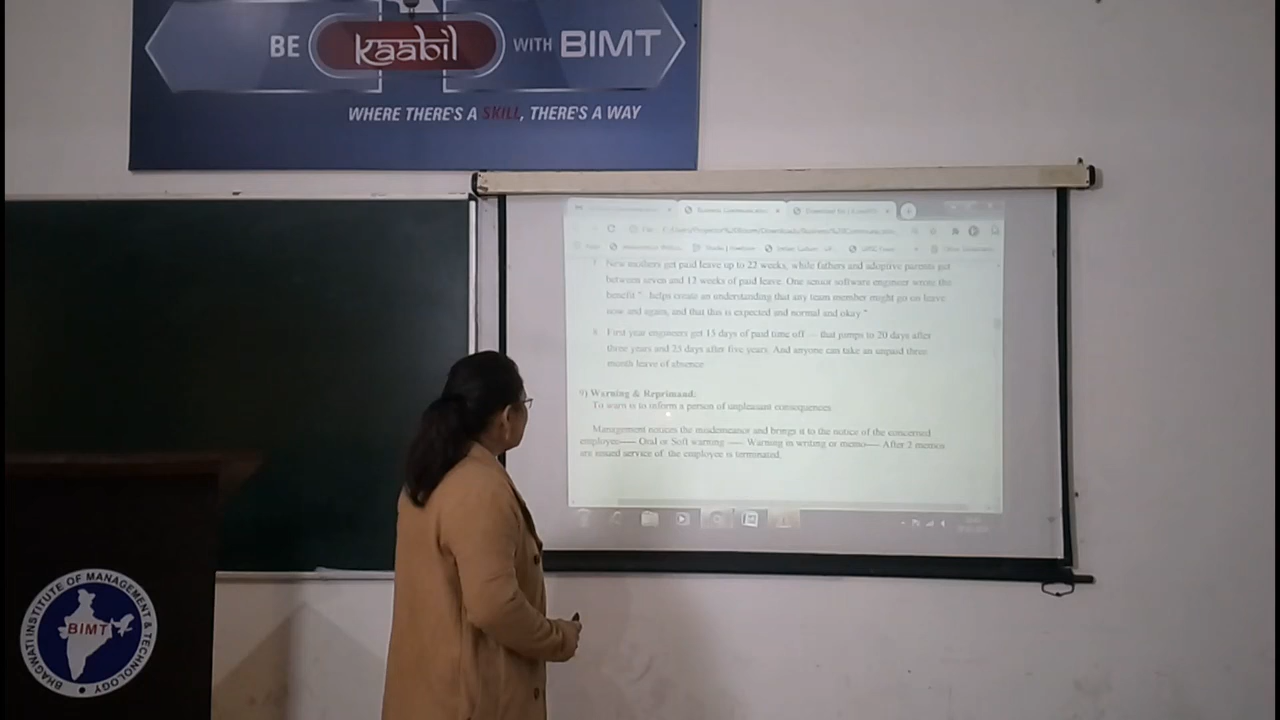 BE kaabil WITH BIMT
WHERE THERE'S A SKILL, THERE'S A WAY
7 New mothers get paid leave up to 22 weeks, while fathers and adoptive parents get
between seven and 12 weeks of paid leave. One senior software engineer wrote the
benefit " helps create an understanding that any team member might go on leave
now and again, and that this is expected and normal and okay"
8 First year engineers get 15 days of paid time off — that jumps to 20 days after
three years and 25 days after five years. And anyone can take an unpaid three
month leave of absence
9) Warning & Reprimand:
To warn is to inform a person of unpleasant consequences
Management notices the misdemeanor and brings it to the notice of the concerned
employee—— Oral or Soft warning —— Warning in writing or memo—— After 2 memos
are issued service of the employee is terminated.
BHAGWATI INSTITUTE OF MANAGEMENT & TECHNOLOGY
BIMT